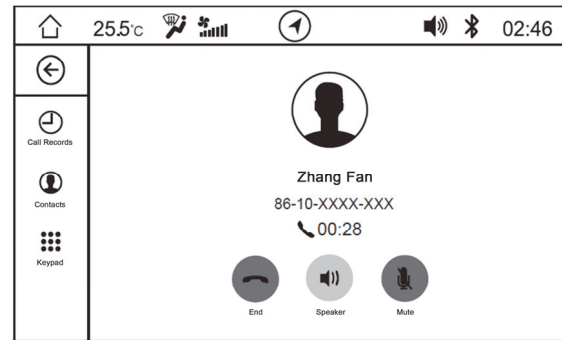 25.5°C
02:46
Call Records
Contacts
Keypad
Zhang Fan
86-10-XXXX-XXX
00:28
End Speaker Mute